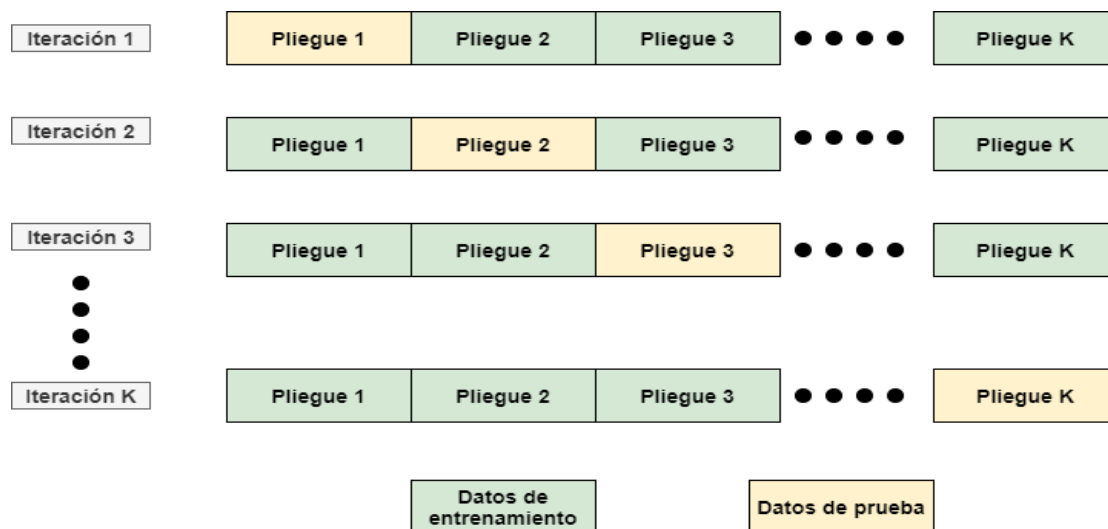 Iteración 1
Pliegue 1 Pliegue 2 Pliegue 3 Pliegue K
Iteración 2
Pliegue 1 Pliegue 2 Pliegue 3 Pliegue K
Iteración 3
Pliegue 1 Pliegue 2 Pliegue 3 Pliegue K
Iteración K
Pliegue 1 Pliegue 2 Pliegue 3 Pliegue K
Datos de
entrenamiento
Datos de prueba